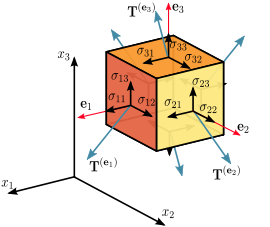 T^(e₃)
e₃
σ₃₃
σ₃₁
σ₃₂
x₃
σ₁₃
σ₂₃
σ₁₁
σ₁₂
σ₂₁
σ₂₂
e₁
e₂
T^(e₁)
T^(e₂)
x₁
x₂